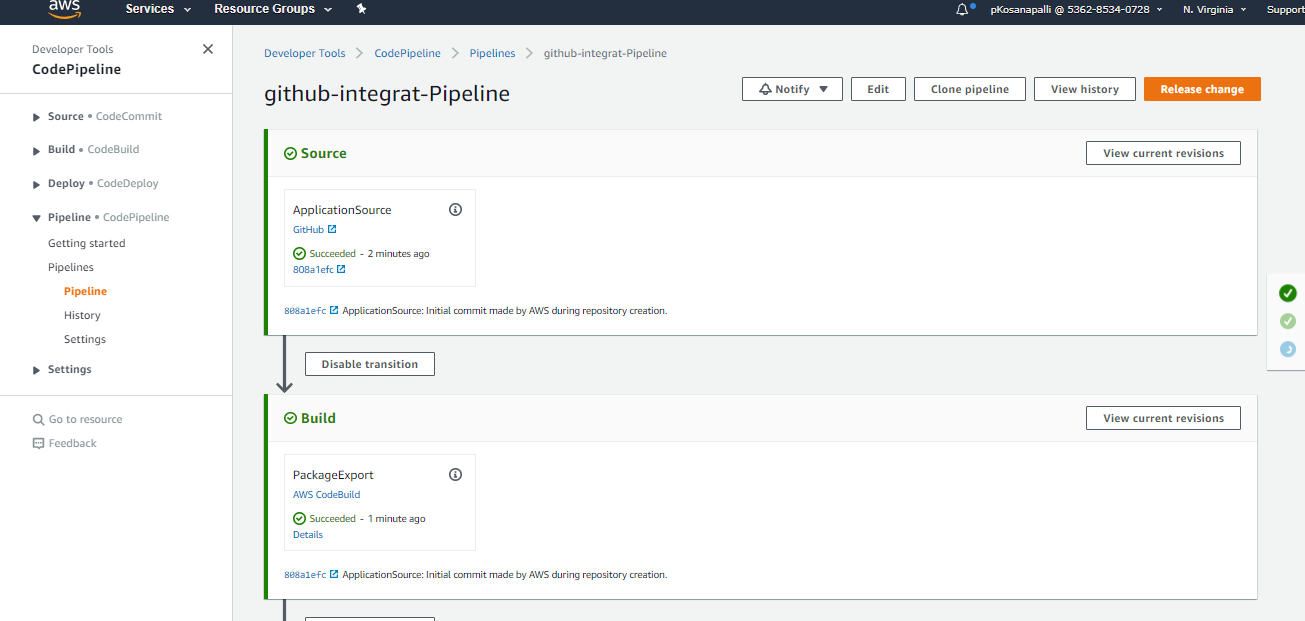 aws
Services
Resource Groups
pKosanapalli @ 5362-8534-0728
N. Virginia
Support
Developer Tools
CodePipeline
Source • CodeCommit
Build • CodeBuild
Deploy • CodeDeploy
Pipeline • CodePipeline
Getting started
Pipelines
Pipeline
History
Settings
Settings
Go to resource
Feedback
Developer Tools > CodePipeline > Pipelines > github-integrat-Pipeline
github-integrat-Pipeline
Notify
Edit
Clone pipeline
View history
Release change
Source
View current revisions
ApplicationSource
GitHub
Succeeded - 2 minutes ago
808a1efc
808a1efc ApplicationSource: Initial commit made by AWS during repository creation.
Disable transition
Build
View current revisions
PackageExport
AWS CodeBuild
Succeeded - 1 minute ago
Details
808a1efc ApplicationSource: Initial commit made by AWS during repository creation.